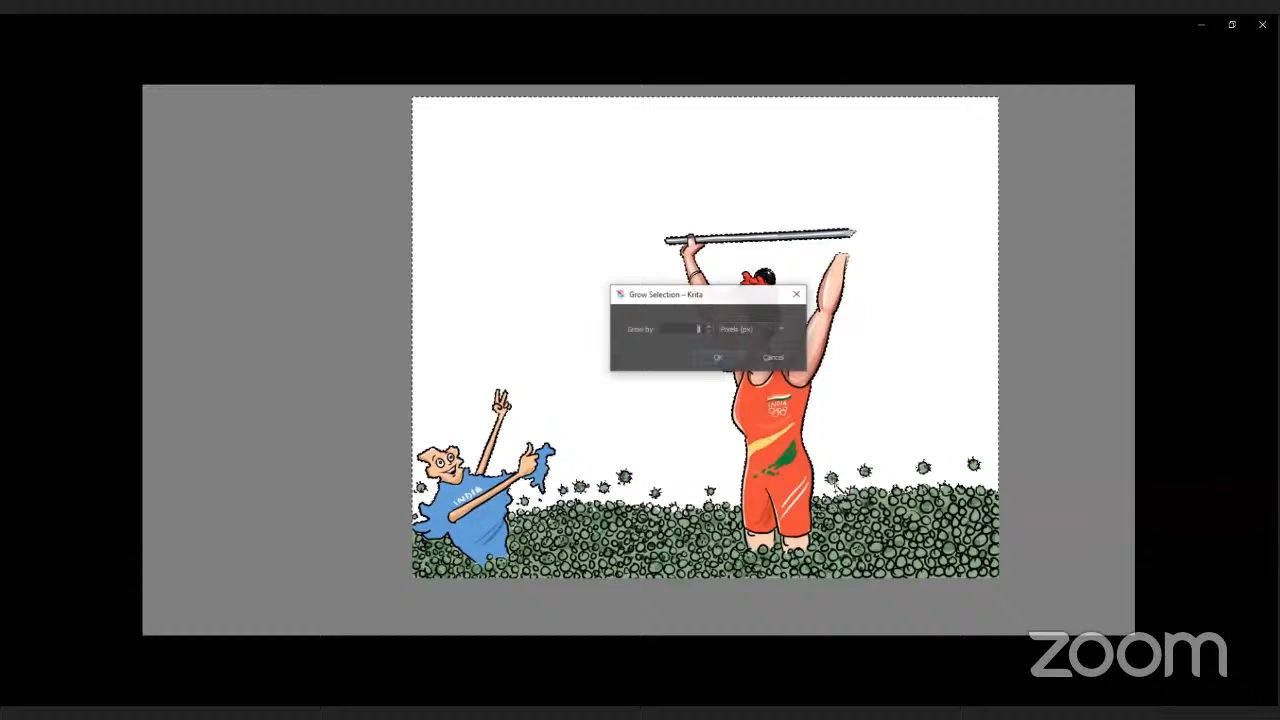 Grow Selection – Krita
Grow by:
Pixels (px)
OK
Cancel
INDIA
INDIA
zoom